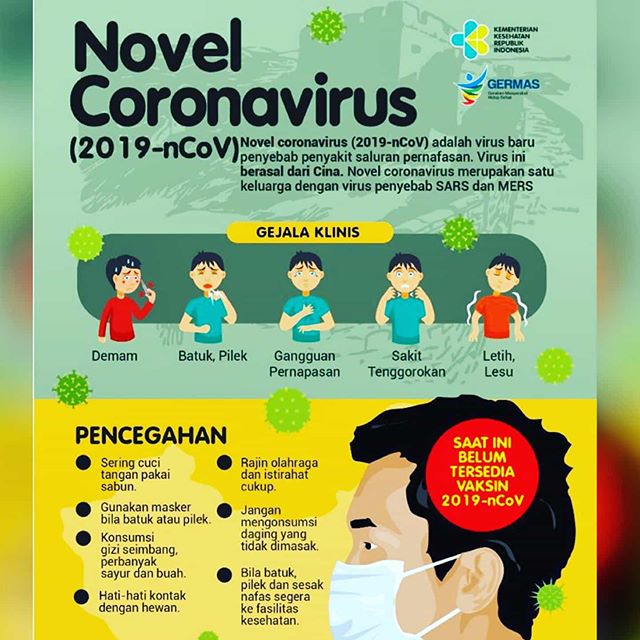 Novel
Coronavirus
(2019-nCoV)
KEMENTERIAN
KESEHATAN
REPUBLIK
INDONESIA
GERMAS
Gerakan Masyarakat
Hidup Sehat
Novel coronavirus (2019-nCoV) adalah virus baru
penyebab penyakit saluran pernafasan. Virus ini
berasal dari Cina. Novel coronavirus merupakan satu
keluarga dengan virus penyebab SARS dan MERS
GEJALA KLINIS
Demam
Batuk, Pilek
Gangguan
Pernapasan
Sakit
Tenggorokan
Letih,
Lesu
PENCEGAHAN
Sering cuci
tangan pakai
sabun.
Gunakan masker
bila batuk atau pilek.
Konsumsi
gizi seimbang,
perbanyak
sayur dan buah.
Hati-hati kontak
dengan hewan.
Rajin olahraga
dan istirahat
cukup.
Jangan
mengonsumsi
daging yang
tidak dimasak.
Bila batuk,
pilek dan sesak
nafas segera
ke fasilitas
kesehatan.
SAAT INI
BELUM
TERSEDIA
VAKSIN
2019-nCoV